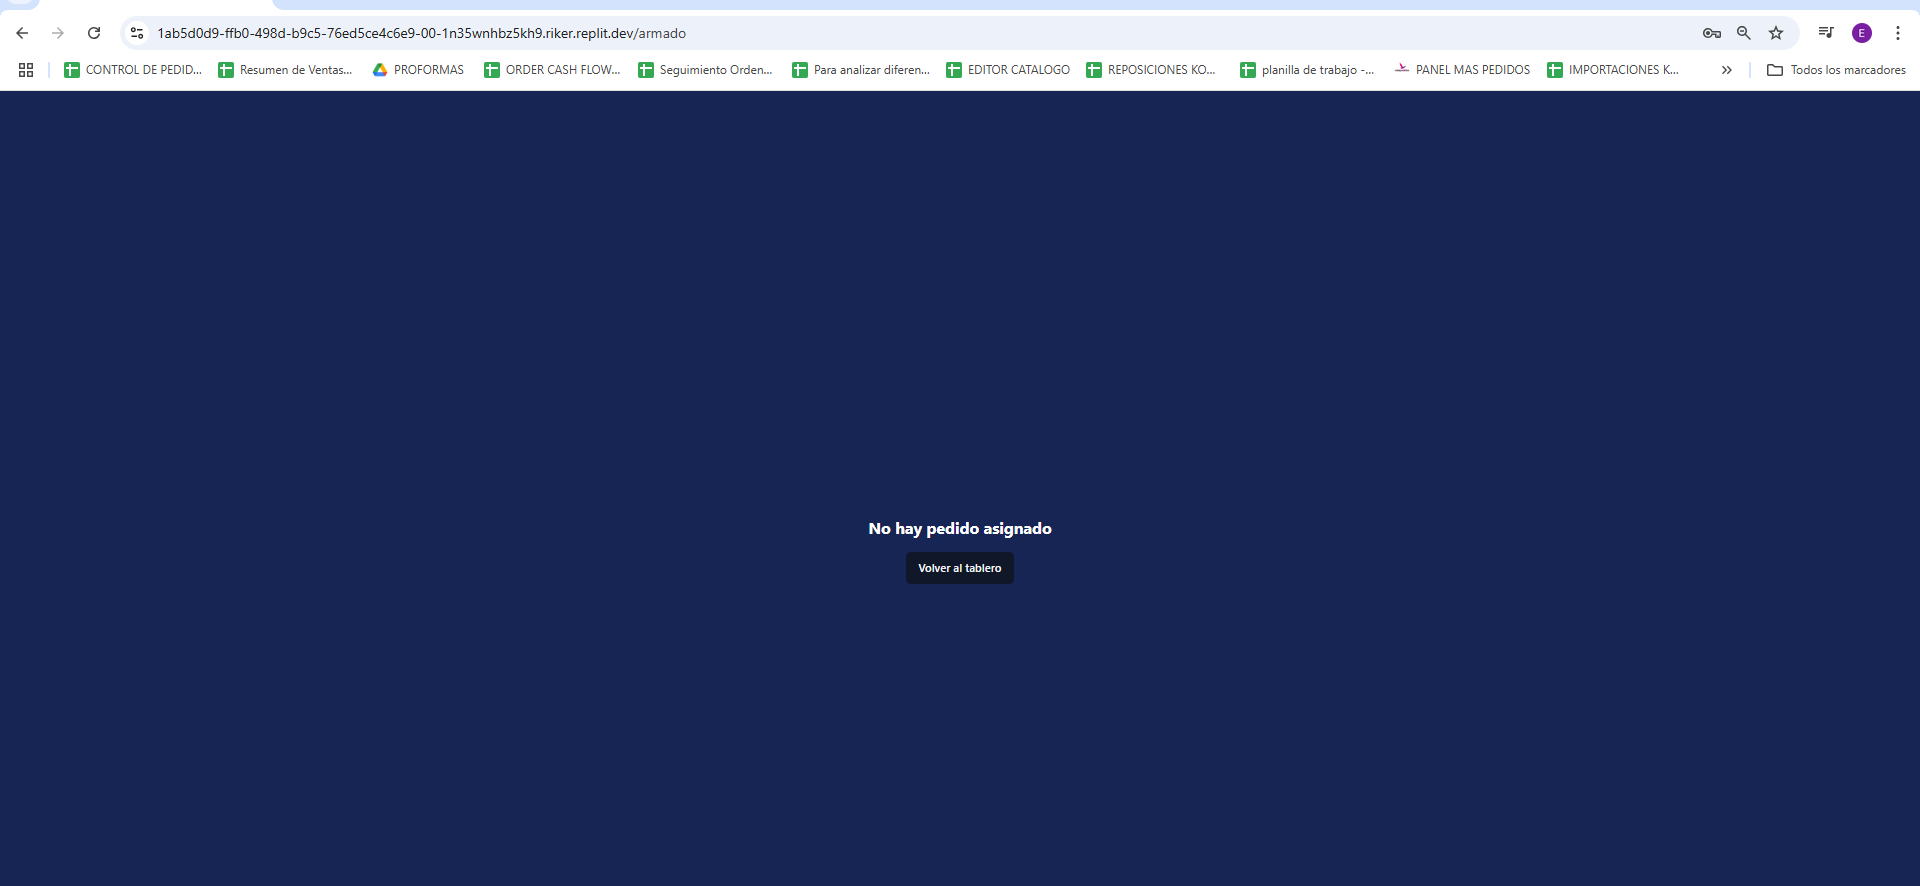 1ab5d0d9-ffb0-498d-b9c5-76ed5ce4c6e9-00-1n35wnhbz5kh9.riker.replit.dev/armado
E
CONTROL DE PEDID... Resumen de Ventas... PROFORMAS ORDER CASH FLOW... Seguimiento Orden... Para analizar diferen... EDITOR CATALOGO REPOSICIONES KO... planilla de trabajo -... PANEL MAS PEDIDOS IMPORTACIONES K... Todos los marcadores
No hay pedido asignado
Volver al tablero